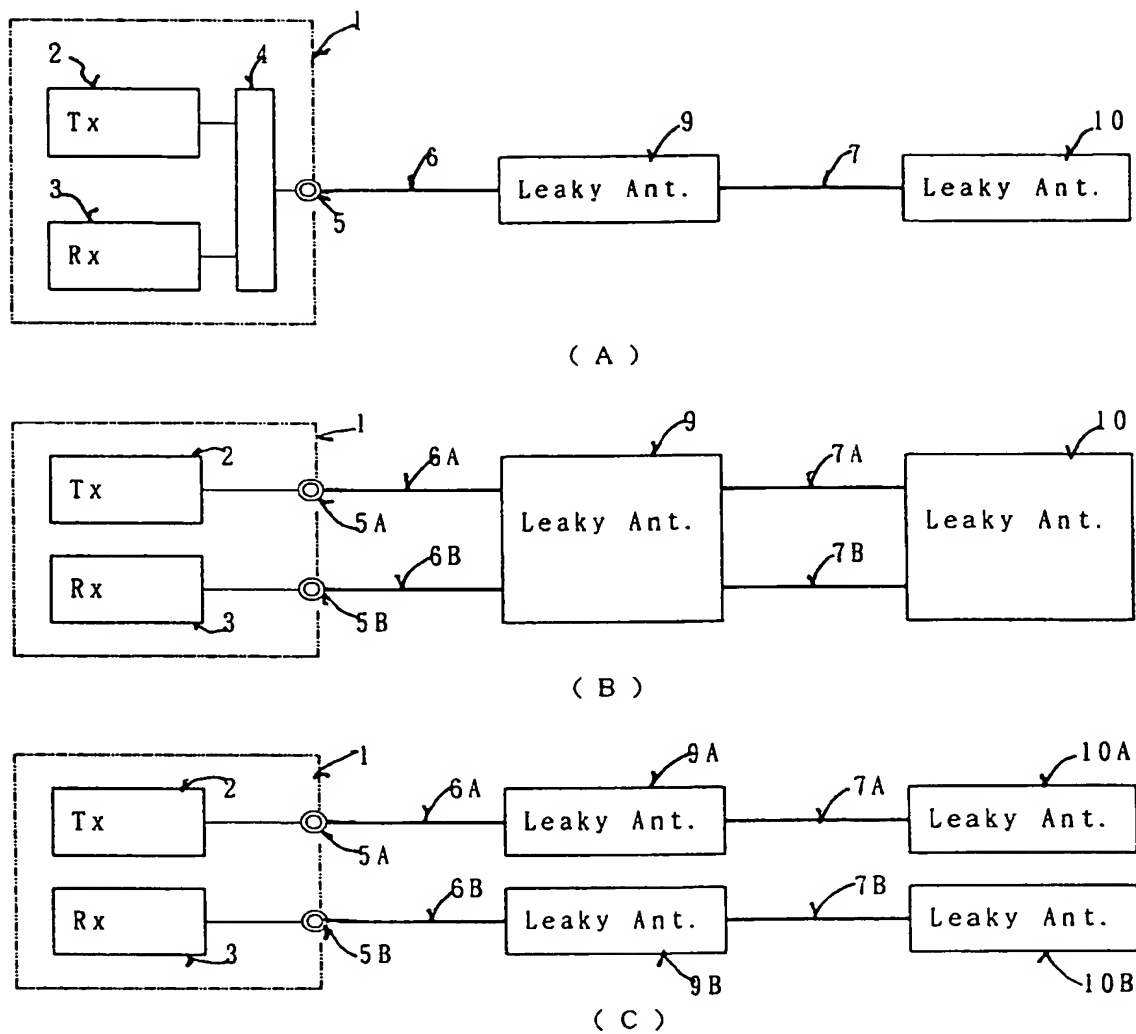 1
2
4
Tx
9
10
6
7
Leaky Ant.
Leaky Ant.
3
5
Rx
( A )
1
2
9
10
6A
7A
Tx
5A
Leaky Ant.
Leaky Ant.
6B
7B
Rx
3
5B
( B )
1
9A
10A
2
6A
7A
Tx
Leaky Ant.
Leaky Ant.
5A
6B
7B
Rx
Leaky Ant.
Leaky Ant.
3
5B
9B
10B
( C )